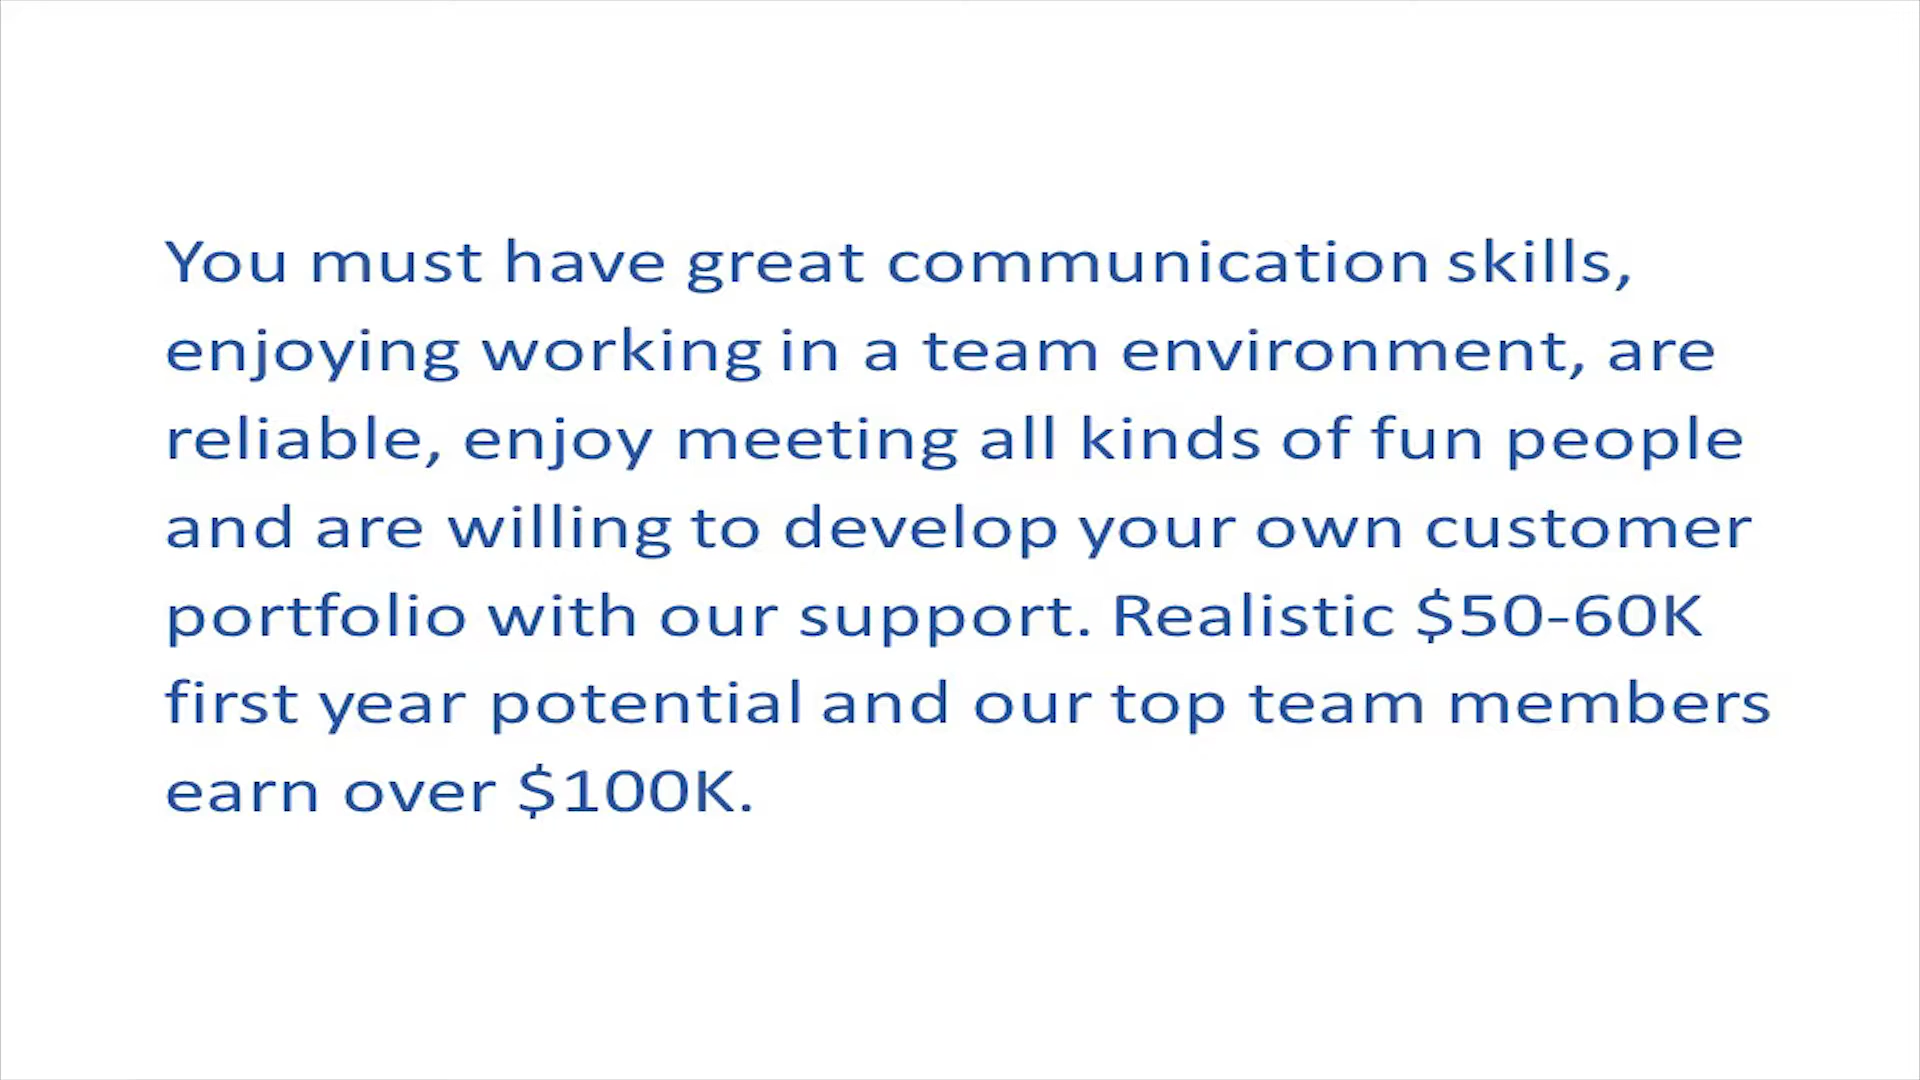 You must have great communication skills,
enjoying working in a team environment, are
reliable, enjoy meeting all kinds of fun people
and are willing to develop your own customer
portfolio with our support. Realistic $50-60K
first year potential and our top team members
earn over $100K.